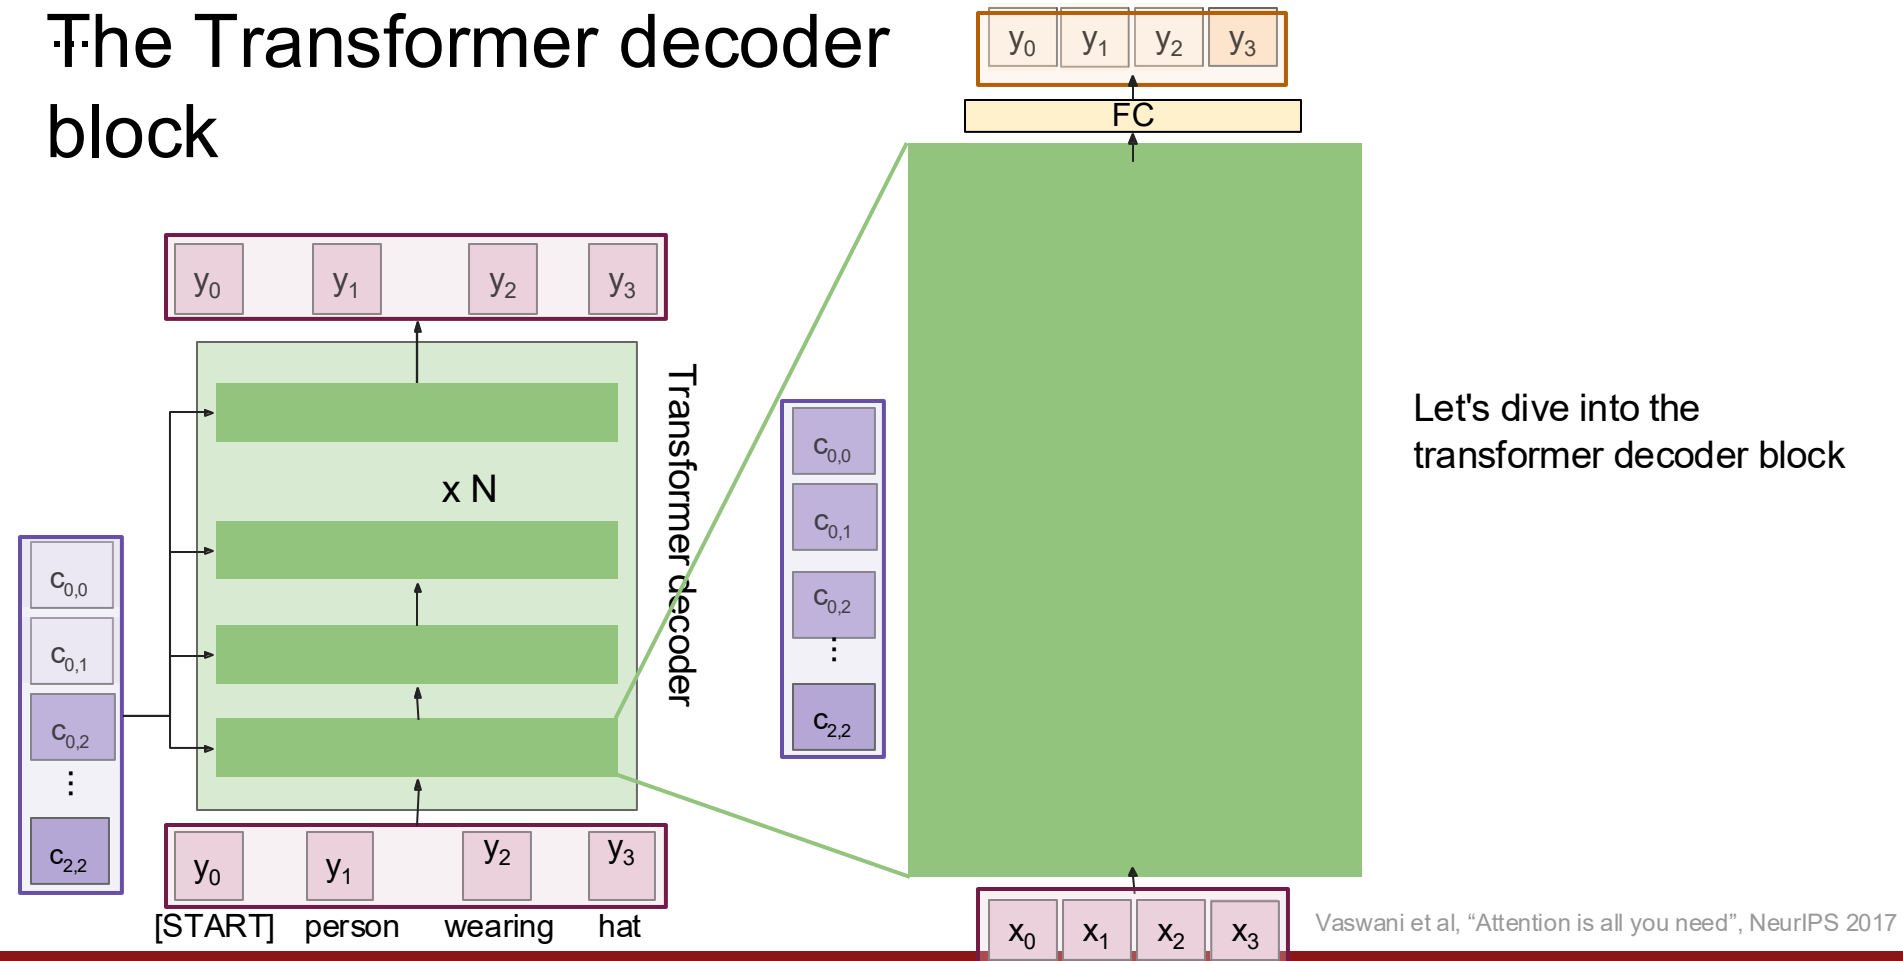 The Transformer decoder
block
...
y0 y1 y2 y3
FC
y0 y1 y2 y3
Transformer decoder
x N
c0,0
c0,1
c0,2
⋮
c2,2
y0 y1 y2 y3
[START] person wearing hat
c0,0
c0,1
c0,2
⋮
c2,2
x0 x1 x2 x3
Let's dive into the
transformer decoder block
Vaswani et al, “Attention is all you need”, NeurIPS 2017